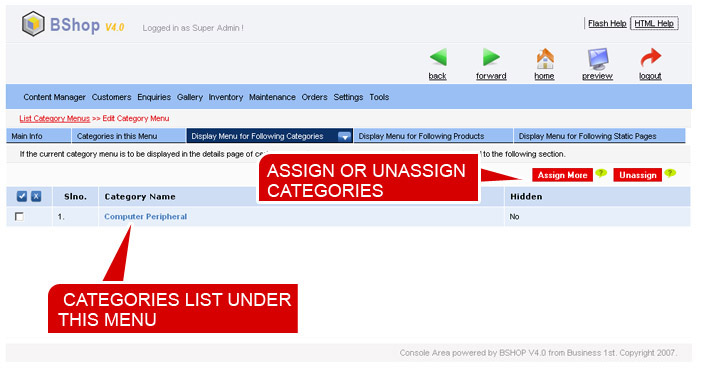 BShop V4.0
Logged in as Super Admin !
Flash Help HTML Help
back forward home preview logout
Content Manager Customers Enquiries Gallery Inventory Maintenance Orders Settings Tools
List Category Menus >> Edit Category Menu
Main Info Categories in this Menu Display Menu for Following Categories Display Menu for Following Products Display Menu for Following Static Pages
If the current category menu is to be displayed in the details page of to the following section.
ASSIGN OR UNASSIGN
CATEGORIES
Assign More ? Unassign ?
X Slno. Category Name Hidden
1. Computer Peripheral No
CATEGORIES LIST UNDER
THIS MENU
Console Area powered by BSHOP V4.0 from Business 1st. Copyright 2007.